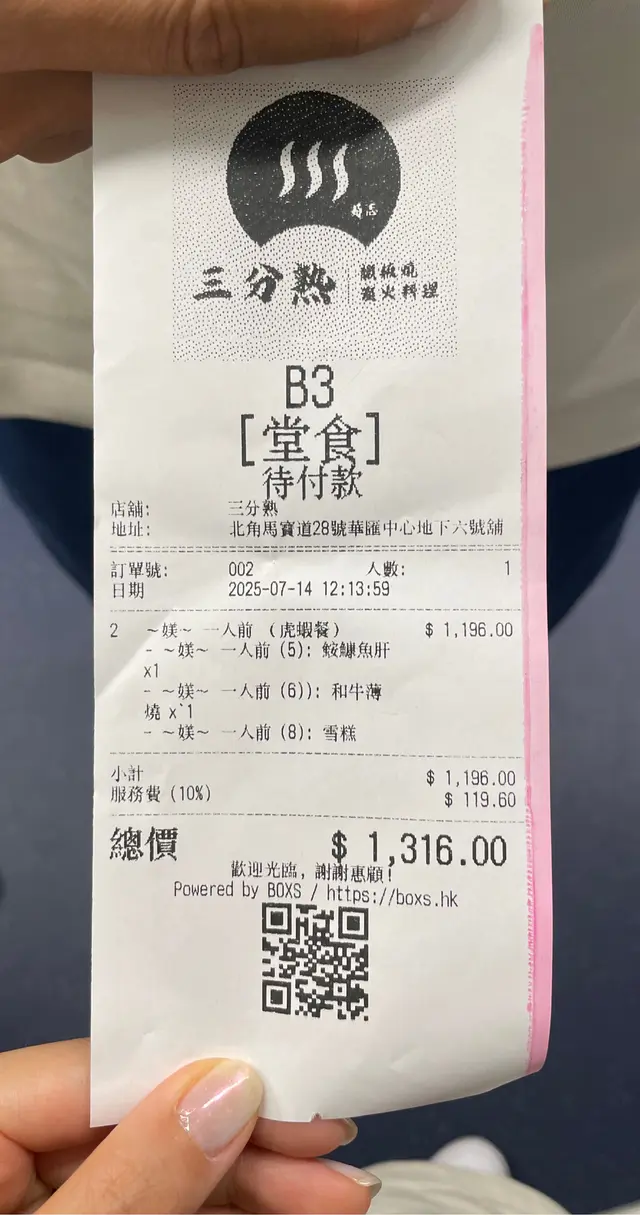 三分熟
鐵板燒
爐火料理
B3
[堂食]
待付款
店舖: 三分熟
地址: 北角馬寶道28號華匯中心地下六號舖
訂單號: 002 人數: 1
日期 2025-07-14 12:13:59
2 ~媄~ 一人前 (虎蝦餐) $ 1,196.00
- ~媄~ 一人前 (5): 鮟鱇魚肝
x1
- ~媄~ 一人前 (6)): 和牛薄
燒 x`1
- ~媄~ 一人前 (8): 雪糕
小計 $ 1,196.00
服務費 (10%) $ 119.60
總價 $ 1,316.00
歡迎光臨, 謝謝惠顧!
Powered by BOXS / https://boxs.hk